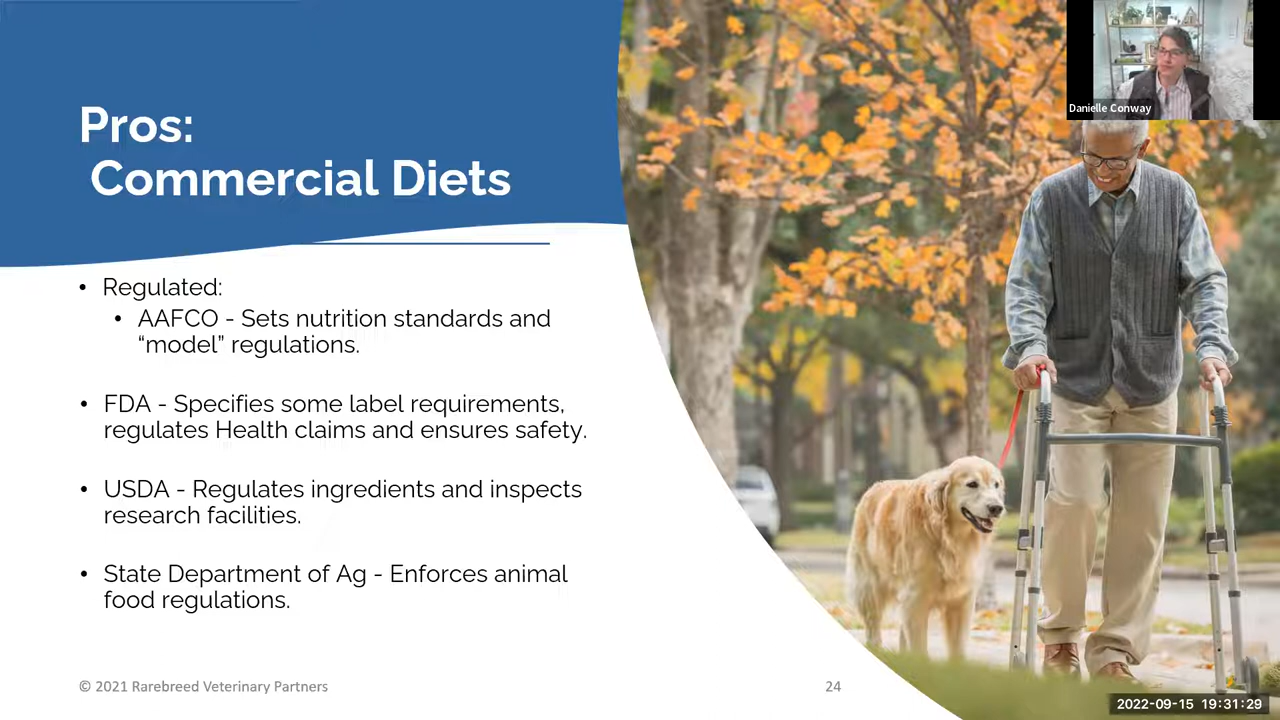 Pros:
Commercial Diets
• Regulated:
• AAFCO - Sets nutrition standards and
“model” regulations.
• FDA - Specifies some label requirements,
regulates Health claims and ensures safety.
• USDA - Regulates ingredients and inspects
research facilities.
• State Department of Ag - Enforces animal
food regulations.
© 2021 Rarebreed Veterinary Partners
24
Danielle Conway
2022-09-15 19:31:29